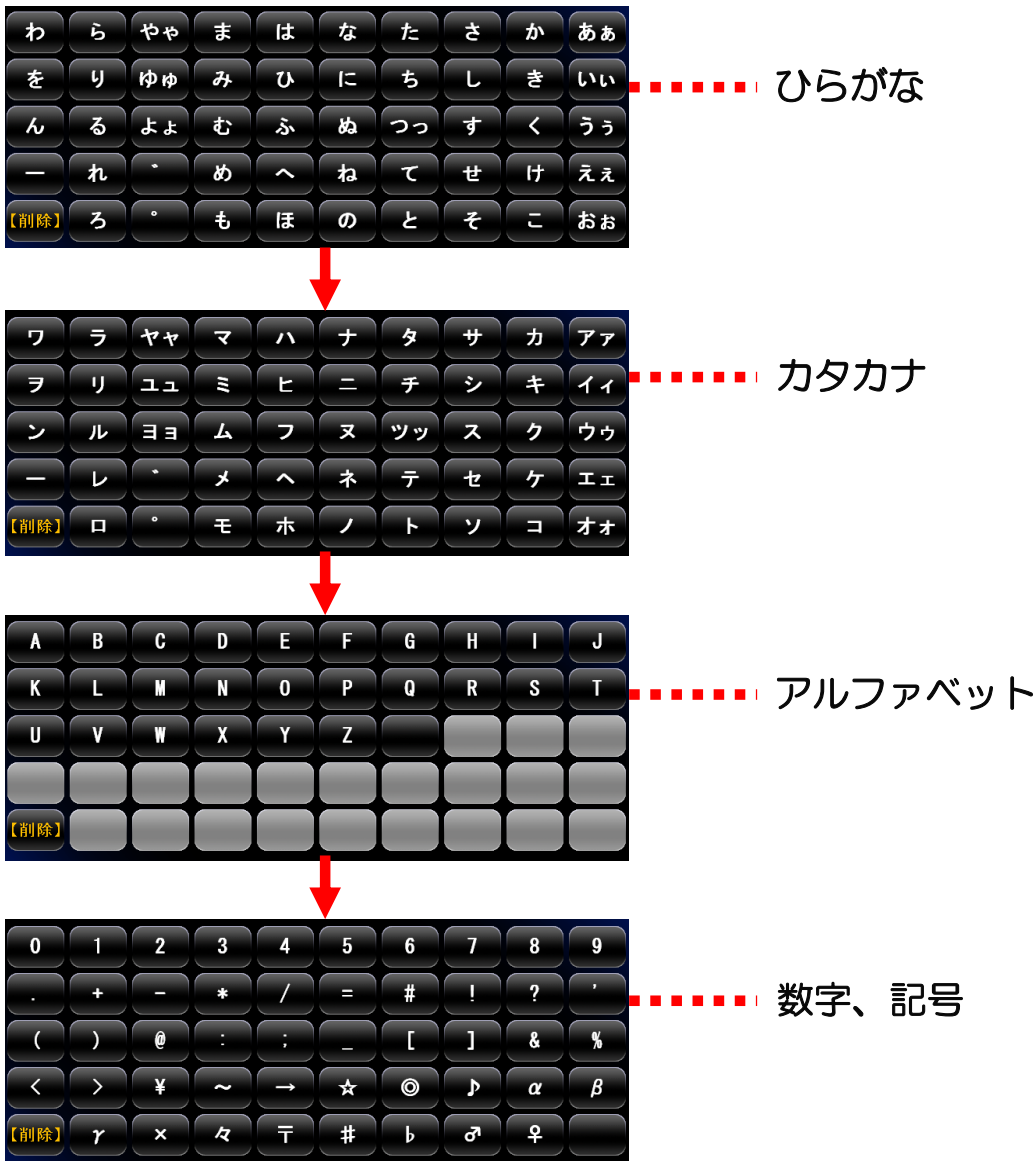 わ ら やゃ ま は な た さ か あぁ
を り ゆゅ み ひ に ち し き いぃ
ひらがな
ん る よょ む ふ ぬ つっ す く うぅ
ー れ ゛ め へ ね て せ け えぇ
【削除】 ろ ゜ も ほ の と そ こ おぉ
ワ ラ ヤャ マ ハ ナ タ サ カ アァ
ヲ リ ユュ ミ ヒ ニ チ シ キ イィ
カタカナ
ン ル ヨョ ム フ ヌ ツッ ス ク ウゥ
ー レ ゛ メ ヘ ネ テ セ ケ エェ
【削除】 ロ ゜ モ ホ ノ ト ソ コ オォ
A B C D E F G H I J
K L M N O P Q R S T
アルファベット
U V W X Y Z
【削除】
0 1 2 3 4 5 6 7 8 9
. + - * / = # ! ? '
数字、記号
( ) @ : ; _ [ ] & %
< > ¥ ～ → ☆ ◎ ♪ α β
【削除】 γ × 々 〒 ♯ ♭ ♂ ♀